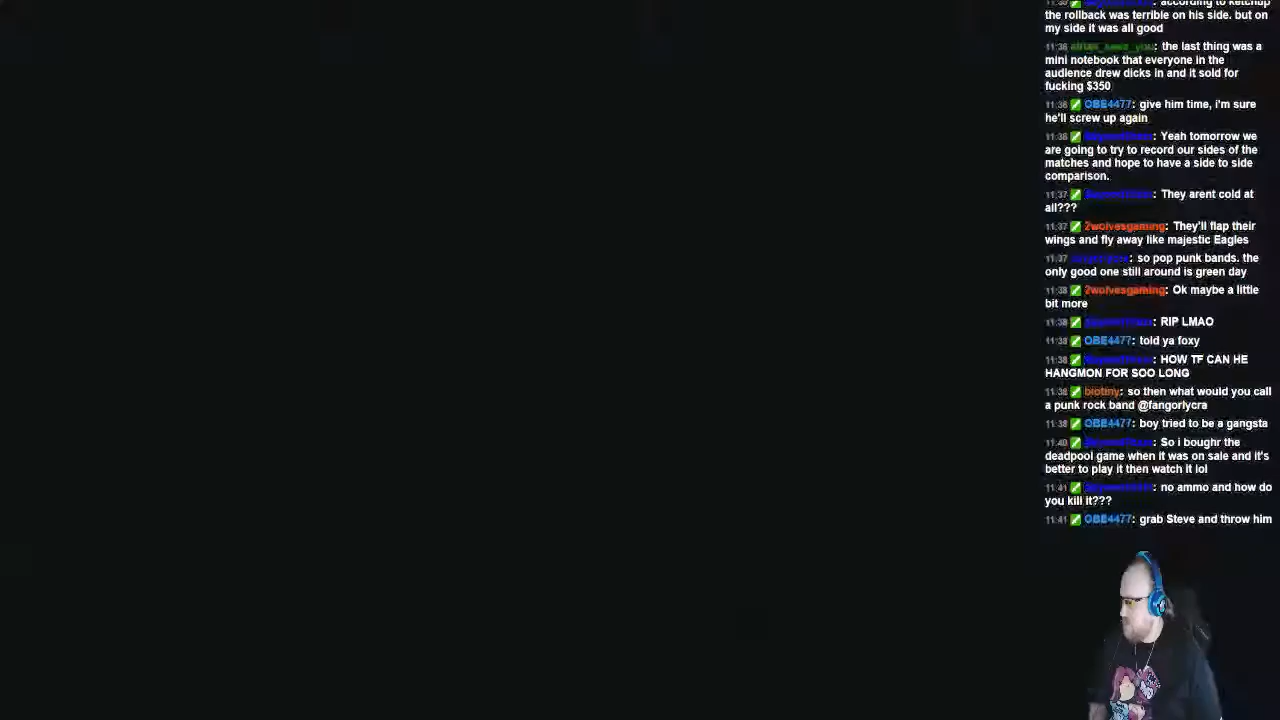 according to ketchup
the rollback was terrible on his side. but on
my side it was all good
11:36 : the last thing was a
mini notebook that everyone in the
audience drew dicks in and it sold for
fucking $350
11:36 OBE4477: give him time, i'm sure
he'll screw up again
11:36 : Yeah tomorrow we
are going to try to record our sides of the
matches and hope to have a side to side
comparison.
11:37 : They arent cold at
all???
11:37 2wolvesgaming: They'll flap their
wings and fly away like majestic Eagles
11:37 : so pop punk bands. the
only good one still around is green day
11:38 2wolvesgaming: Ok maybe a little
bit more
11:38 : RIP LMAO
11:38 OBE4477: told ya foxy
11:38 : HOW TF CAN HE
HANGMON FOR SOO LONG
11:38 biotiny: so then what would you call
a punk rock band @fangorlycra
11:38 OBE4477: boy tried to be a gangsta
11:40 : So i boughr the
deadpool game when it was on sale and it's
better to play it then watch it lol
11:41 : no ammo and how do
you kill it???
11:41 OBE4477: grab Steve and throw him